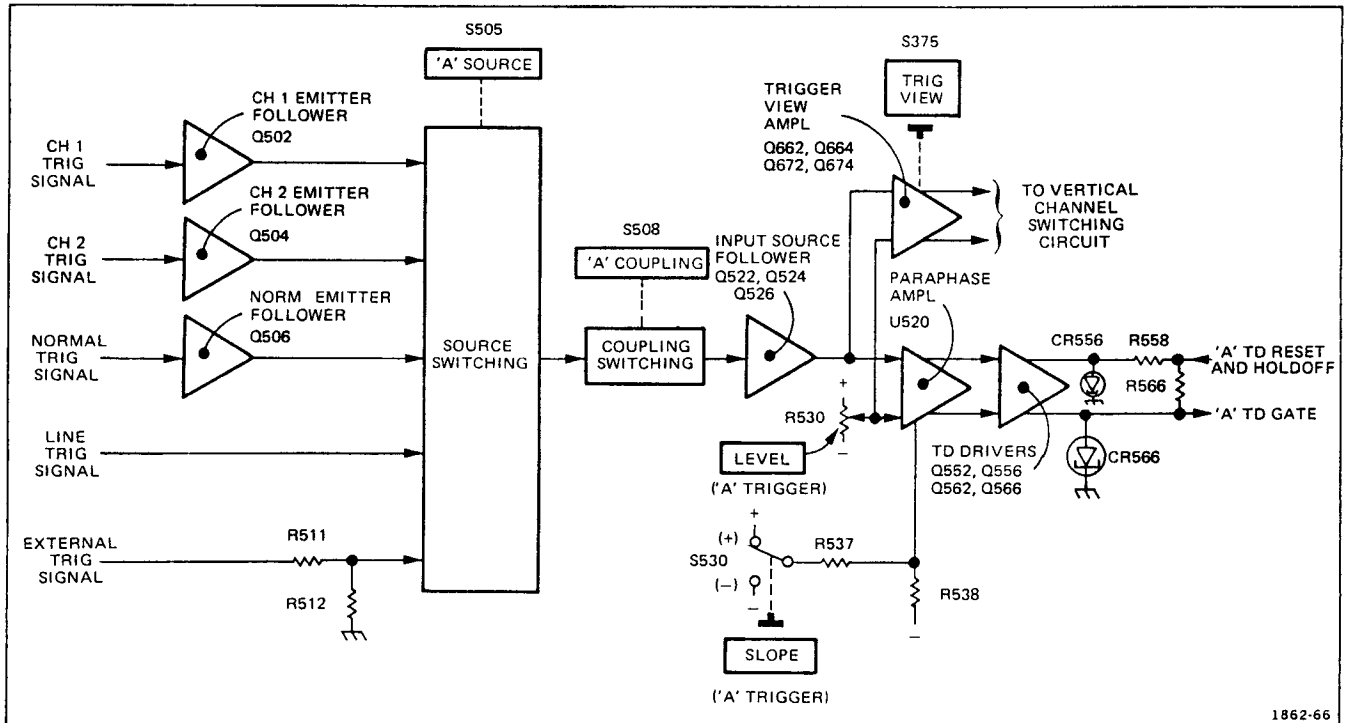 S505
'A' SOURCE
CH 1 EMITTER
FOLLOWER
Q502
CH 1
TRIG
SIGNAL
CH 2 EMITTER
FOLLOWER
Q504
CH 2
TRIG
SIGNAL
NORM EMITTER
FOLLOWER
Q506
NORMAL
TRIG
SIGNAL
LINE
TRIG
SIGNAL
EXTERNAL
TRIG
SIGNAL
R511
R512
SOURCE
SWITCHING
S508
'A' COUPLING
COUPLING
SWITCHING
INPUT SOURCE
FOLLOWER
Q522, Q524
Q526
S375
TRIG
VIEW
TRIGGER
VIEW
AMPL
Q662, Q664
Q672, Q674
TO VERTICAL
CHANNEL
SWITCHING
CIRCUIT
PARAPHASE
AMPL
U520
+
R530
−
LEVEL
('A' TRIGGER)
TD DRIVERS
Q552, Q556
Q562, Q566
CR556
R558
R566
'A' TD RESET
AND HOLDOFF
'A' TD GATE
CR566
+
(+)
S530
(−)
−
R537
R538
−
SLOPE
('A' TRIGGER)
1862-66